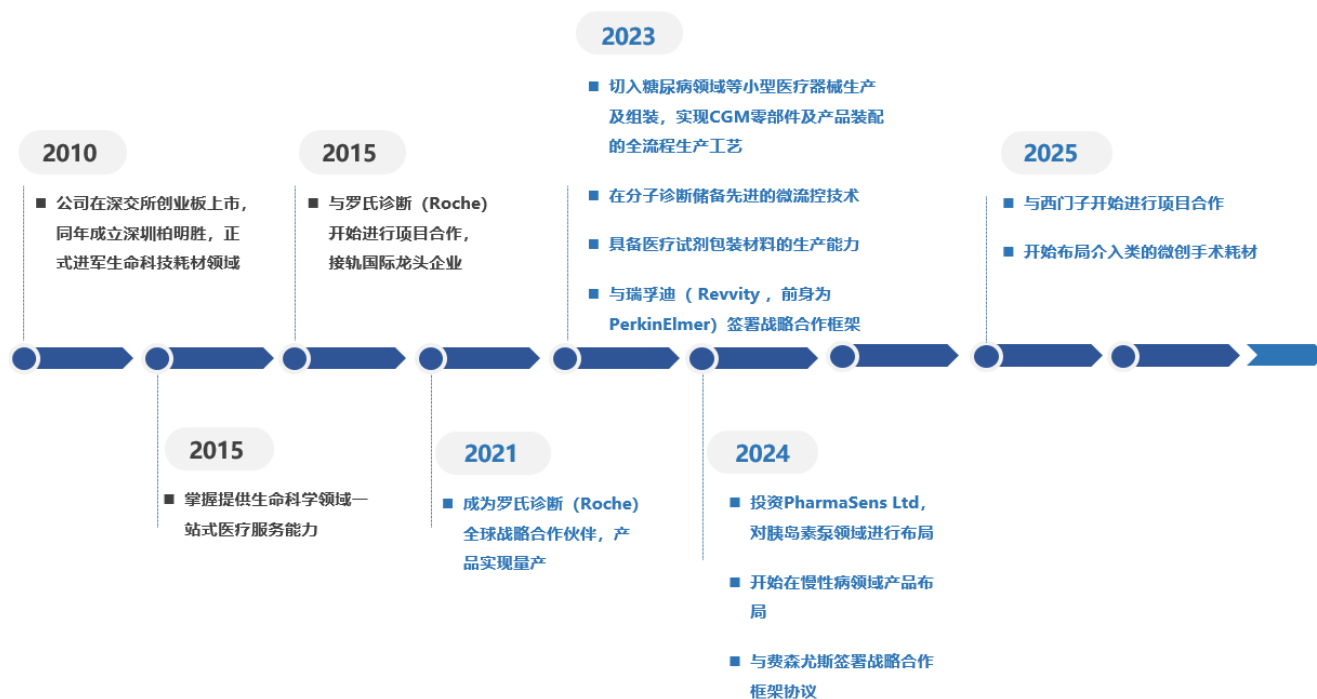 2010
■ 公司在深交所创业板上市，
同年成立深圳柏明胜，正
式进军生命科技耗材领域
2015
■ 掌握提供生命科学领域一
站式医疗服务能力
2015
■ 与罗氏诊断（Roche）
开始进行项目合作，
接轨国际龙头企业
2021
■ 成为罗氏诊断（Roche）
全球战略合作伙伴，产
品实现量产
2023
■ 切入糖尿病领域等小型医疗器械生产
及组装，实现CGM零部件及产品装配
的全流程生产工艺
■ 在分子诊断储备先进的微流控技术
■ 具备医疗试剂包装材料的生产能力
■ 与瑞孚迪（ Revvity ，前身为
PerkinElmer）签署战略合作框架
2024
■ 投资PharmaSens Ltd，
对胰岛素泵领域进行布局
■ 开始在慢性病领域产品布
局
■ 与费森尤斯签署战略合作
框架协议
2025
■ 与西门子开始进行项目合作
■ 开始布局介入类的微创手术耗材